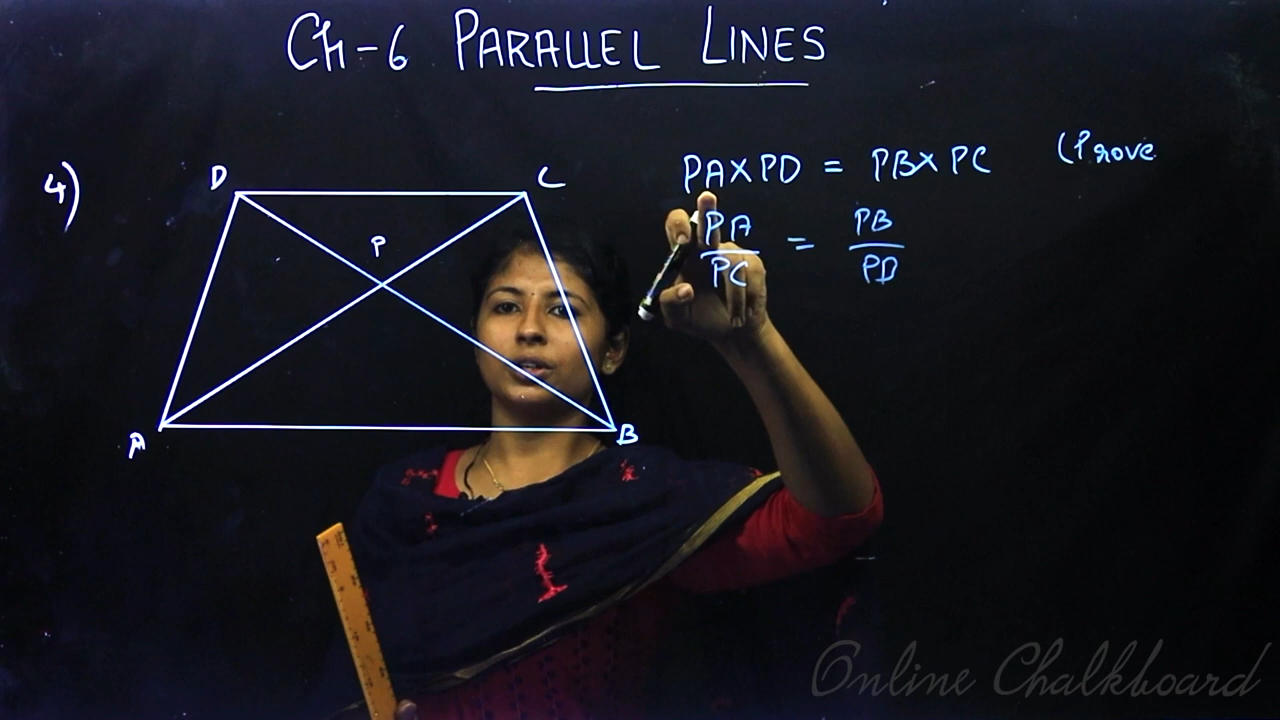 Ch-6 PARALLEL LINES
4)
D C
P
A B
PA×PD = PB×PC (Prove
PA/PC = PB/PD
Online Chalkboard